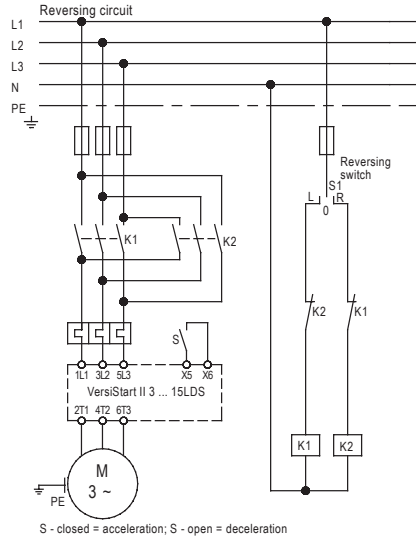 Reversing circuit
L1
L2
L3
N
PE
Reversing
switch
S1
L
R
0
K1
K2
K2
K1
S
1L1 3L2 5L3 X5 X6
VersiStart II 3 ... 15LDS
2T1 4T2 6T3
K1
K2
M
3 ~
PE
S - closed = acceleration; S - open = deceleration